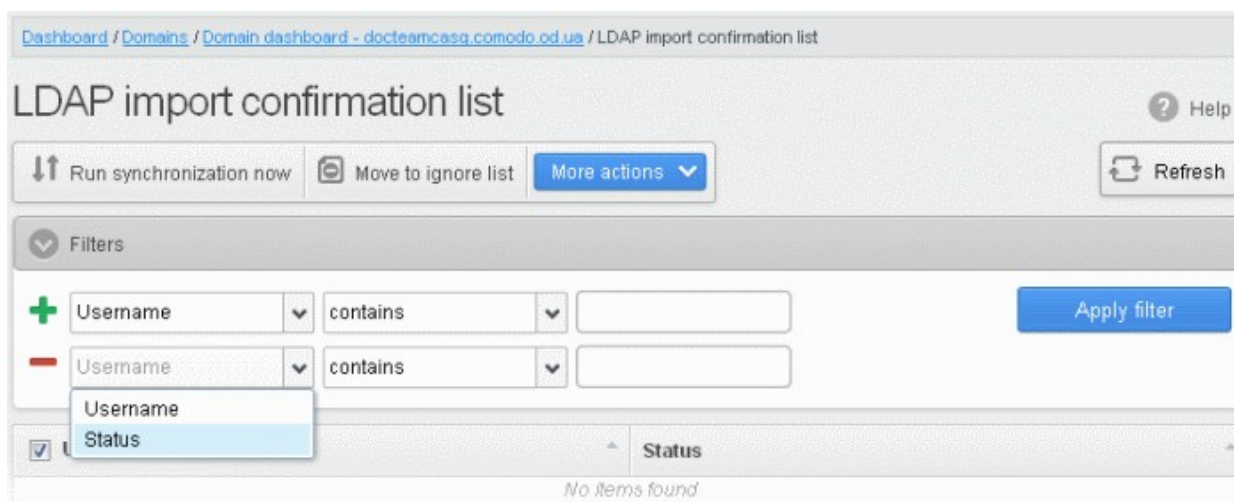 Dashboard / Domains / Domain dashboard - docteamcasg.comodo.od.ua / LDAP import confirmation list
LDAP import confirmation list
Help
Run synchronization now
Move to ignore list
More actions
Refresh
Filters
Username
contains
Apply filter
Username
contains
Username
Status
Status
No items found